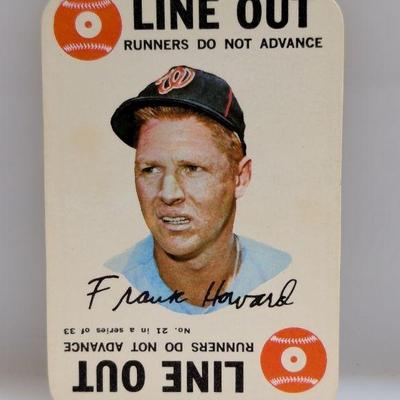 LINE OUT
RUNNERS DO NOT ADVANCE
W
Frank Howard
No. 21 in a series of 33
RUNNERS DO NOT ADVANCE
LINE OUT